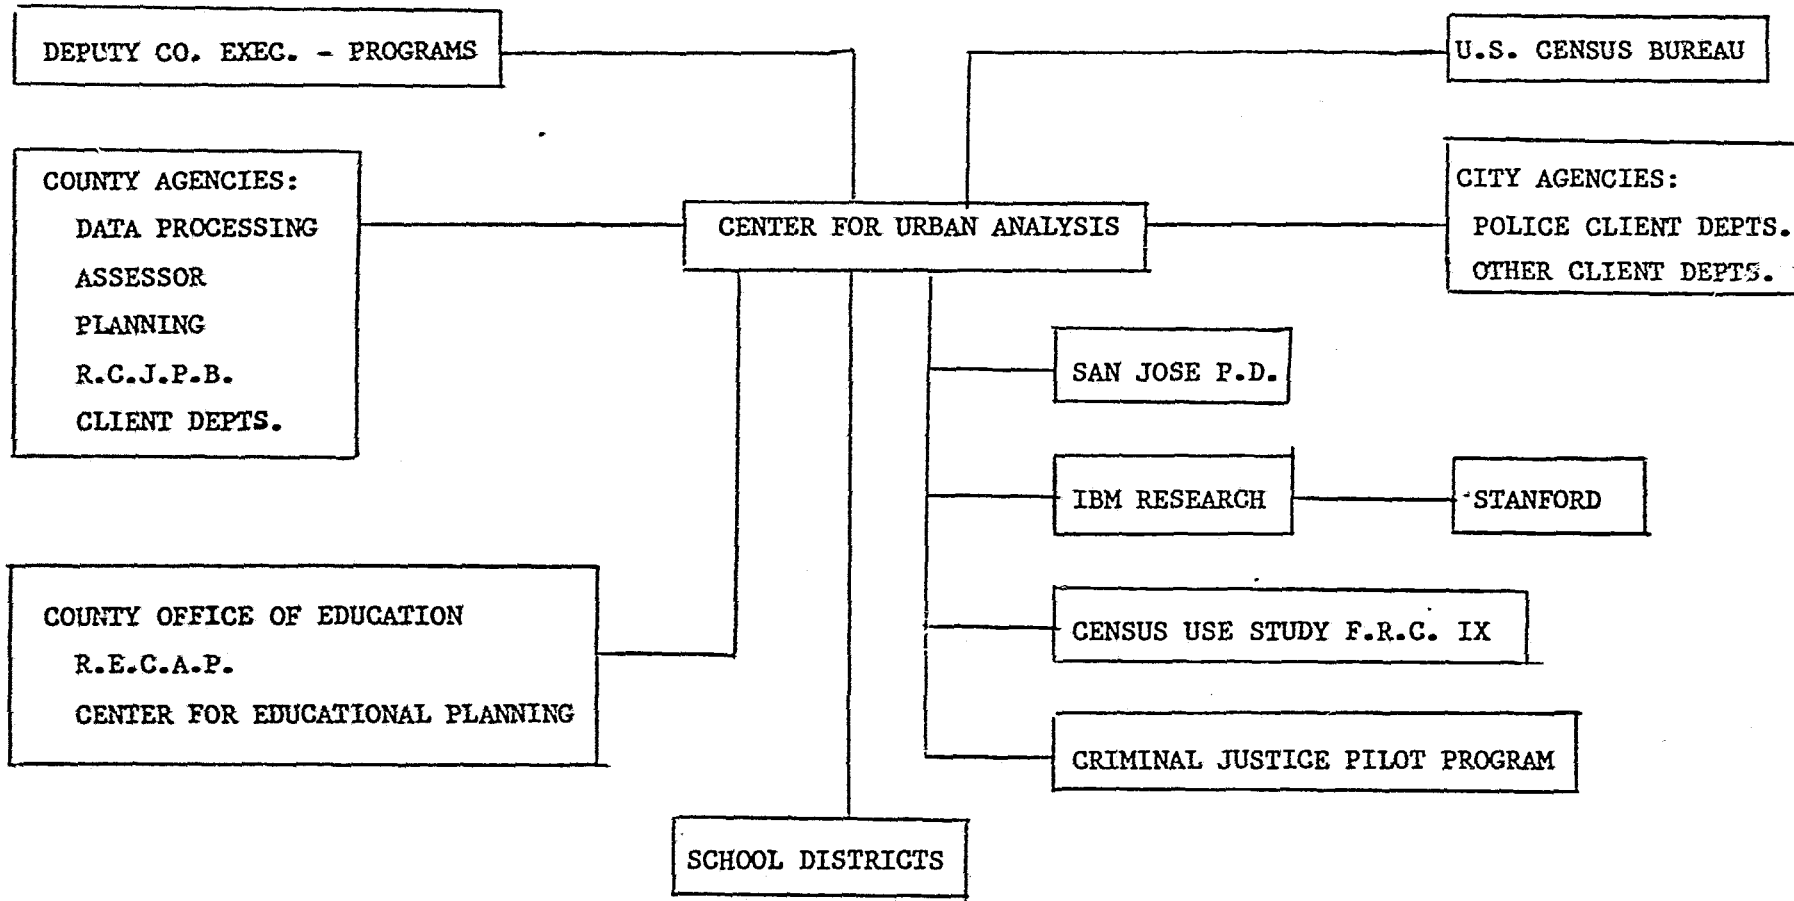 DEPUTY CO. EXEC. - PROGRAMS
U.S. CENSUS BUREAU
COUNTY AGENCIES:
DATA PROCESSING
ASSESSOR
PLANNING
R.C.J.P.B.
CLIENT DEPTS.
CENTER FOR URBAN ANALYSIS
CITY AGENCIES:
POLICE CLIENT DEPTS.
OTHER CLIENT DEPTS.
SAN JOSE P.D.
IBM RESEARCH
STANFORD
COUNTY OFFICE OF EDUCATION
R.E.C.A.P.
CENTER FOR EDUCATIONAL PLANNING
CENSUS USE STUDY F.R.C. IX
CRIMINAL JUSTICE PILOT PROGRAM
SCHOOL DISTRICTS